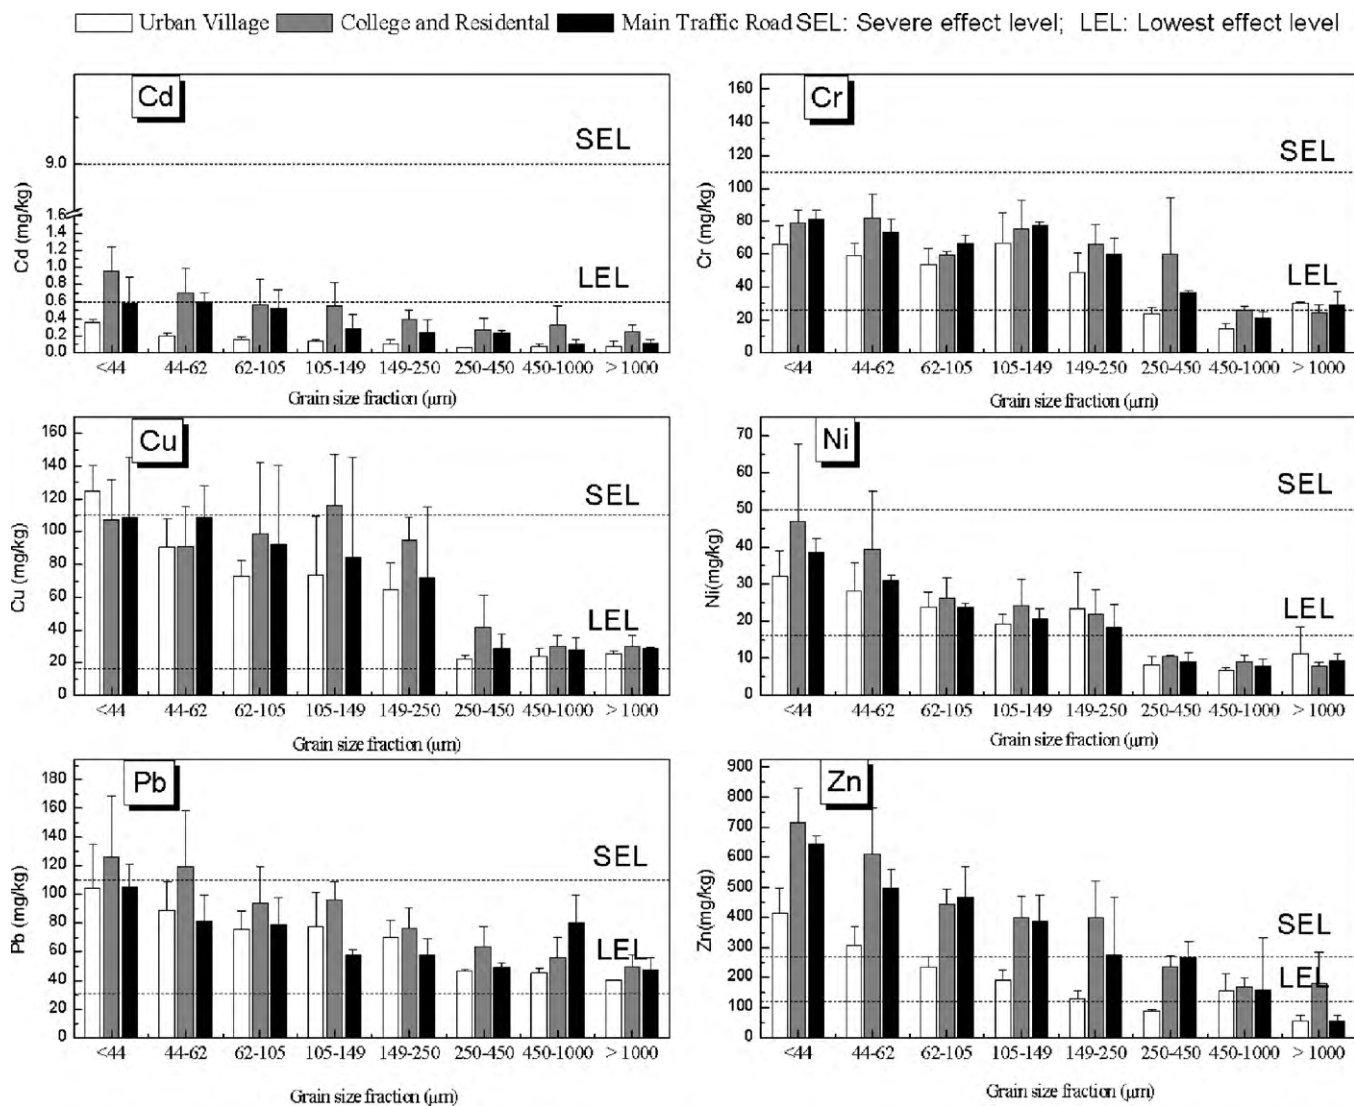 Urban Village College and Residental Main Traffic Road SEL: Severe effect level; LEL: Lowest effect level
Cd
SEL
LEL
Cd (mg/kg)
9.0
1.6
1.4
1.2
1.0
0.8
0.6
0.4
0.2
0.0
<44 44-62 62-105 105-149 149-250 250-450 450-1000 > 1000
Grain size fraction (μm)
Cr
SEL
LEL
Cr (mg/kg)
160
140
120
100
80
60
40
20
0
<44 44-62 62-105 105-149 149-250 250-450 450-1000 > 1000
Grain size fraction (μm)
Cu
SEL
LEL
Cu (mg/kg)
160
140
120
100
80
60
40
20
0
<44 44-62 62-105 105-149 149-250 250-450 450-1000 > 1000
Grain size fraction (μm)
Ni
SEL
LEL
Ni(mg/kg)
70
60
50
40
30
20
10
0
<44 44-62 62-105 105-149 149-250 250-450 450-1000 > 1000
Grain size fraction (μm)
Pb
SEL
LEL
Pb (mg/kg)
180
160
140
120
100
80
60
40
20
0
<44 44-62 62-105 105-149 149-250 250-450 450-1000 > 1000
Grain size fraction (μm)
Zn
SEL
LEL
Zn(mg/kg)
900
800
700
600
500
400
300
200
100
0
<44 44-62 62-105 105-149 149-250 250-450 450-1000 > 1000
Grain size fraction (μm)